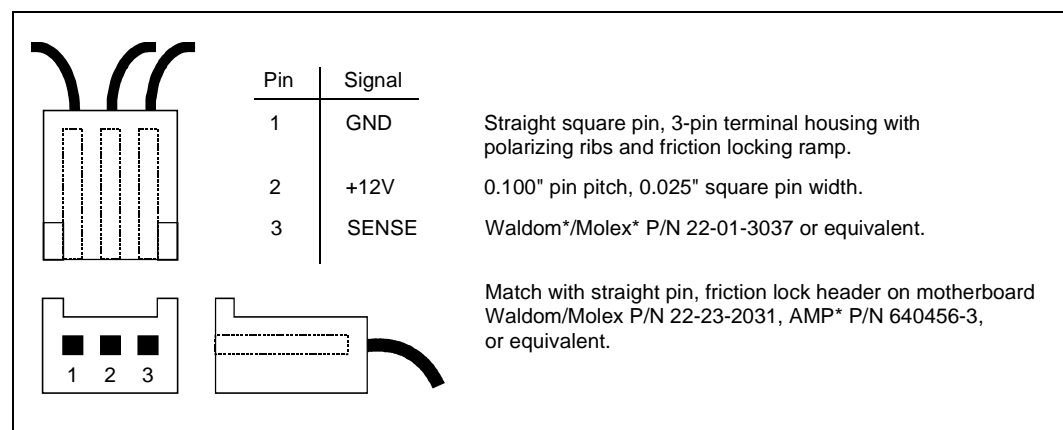 Pin Signal
1 GND Straight square pin, 3-pin terminal housing with
polarizing ribs and friction locking ramp.
2 +12V 0.100" pin pitch, 0.025" square pin width.
3 SENSE Waldom*/Molex* P/N 22-01-3037 or equivalent.
Match with straight pin, friction lock header on motherboard
Waldom/Molex P/N 22-23-2031, AMP* P/N 640456-3,
or equivalent.
1 2 3